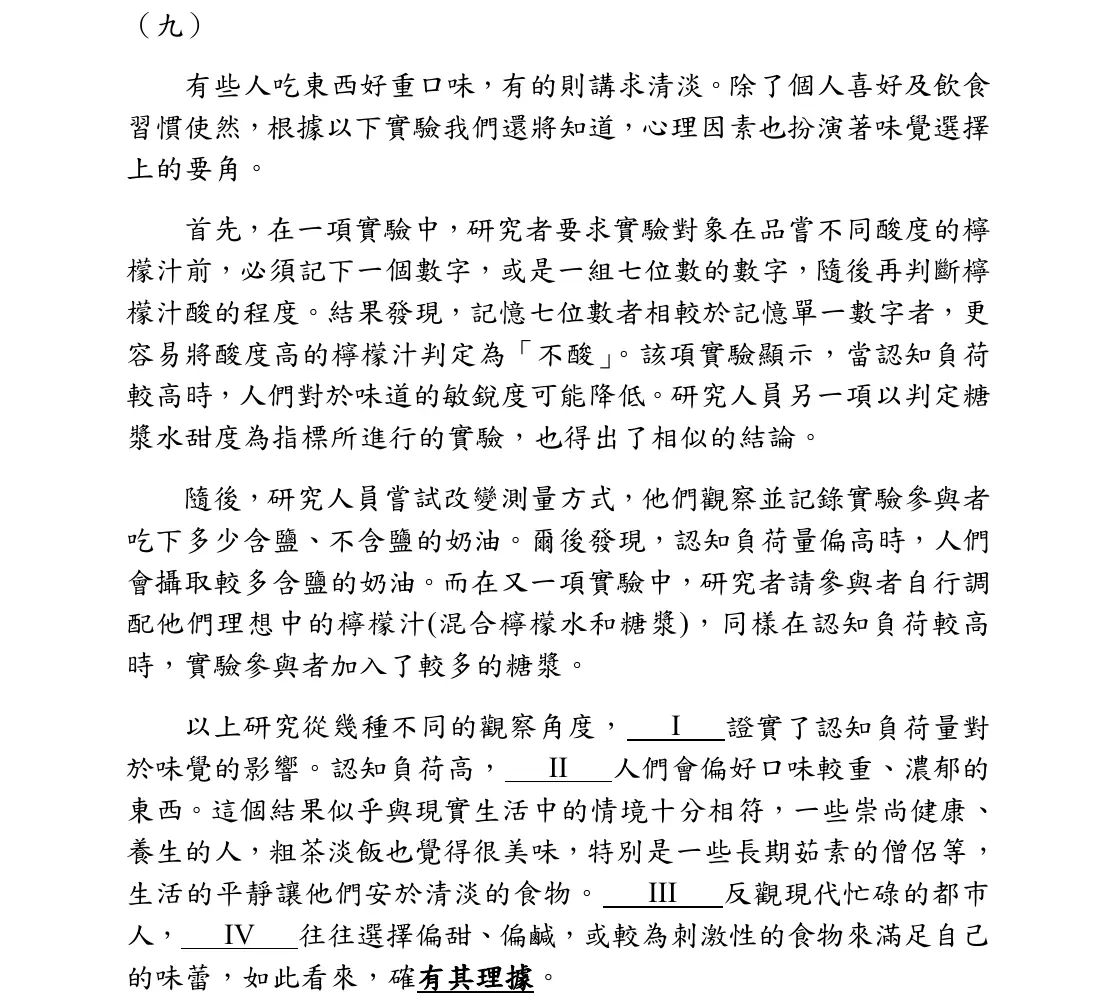 （九）
有些人吃東西好重口味，有的則講求清淡。除了個人喜好及飲食
習慣使然，根據以下實驗我們還將知道，心理因素也扮演著味覺選擇
上的要角。
首先，在一項實驗中，研究者要求實驗對象在品嘗不同酸度的檸
檬汁前，必須記下一個數字，或是一組七位數的數字，隨後再判斷檸
檬汁酸的程度。結果發現，記憶七位數者相較於記憶單一數字者，更
容易將酸度高的檸檬汁判定為「不酸」。該項實驗顯示，當認知負荷
較高時，人們對於味道的敏銳度可能降低。研究人員另一項以判定糖
漿水甜度為指標所進行的實驗，也得出了相似的結論。
隨後，研究人員嘗試改變測量方式，他們觀察並記錄實驗參與者
吃下多少含鹽、不含鹽的奶油。爾後發現，認知負荷量偏高時，人們
會攝取較多含鹽的奶油。而在又一項實驗中，研究者請參與者自行調
配他們理想中的檸檬汁(混合檸檬水和糖漿)，同樣在認知負荷較高
時，實驗參與者加入了較多的糖漿。
以上研究從幾種不同的觀察角度，　I　證實了認知負荷量對
於味覺的影響。認知負荷高，　II　人們會偏好口味較重、濃郁的
東西。這個結果似乎與現實生活中的情境十分相符，一些崇尚健康、
養生的人，粗茶淡飯也覺得很美味，特別是一些長期茹素的僧侶等，
生活的平靜讓他們安於清淡的食物。　III　反觀現代忙碌的都市
人，　IV　往往選擇偏甜、偏鹹，或較為刺激性的食物來滿足自己
的味蕾，如此看來，確有其理據。